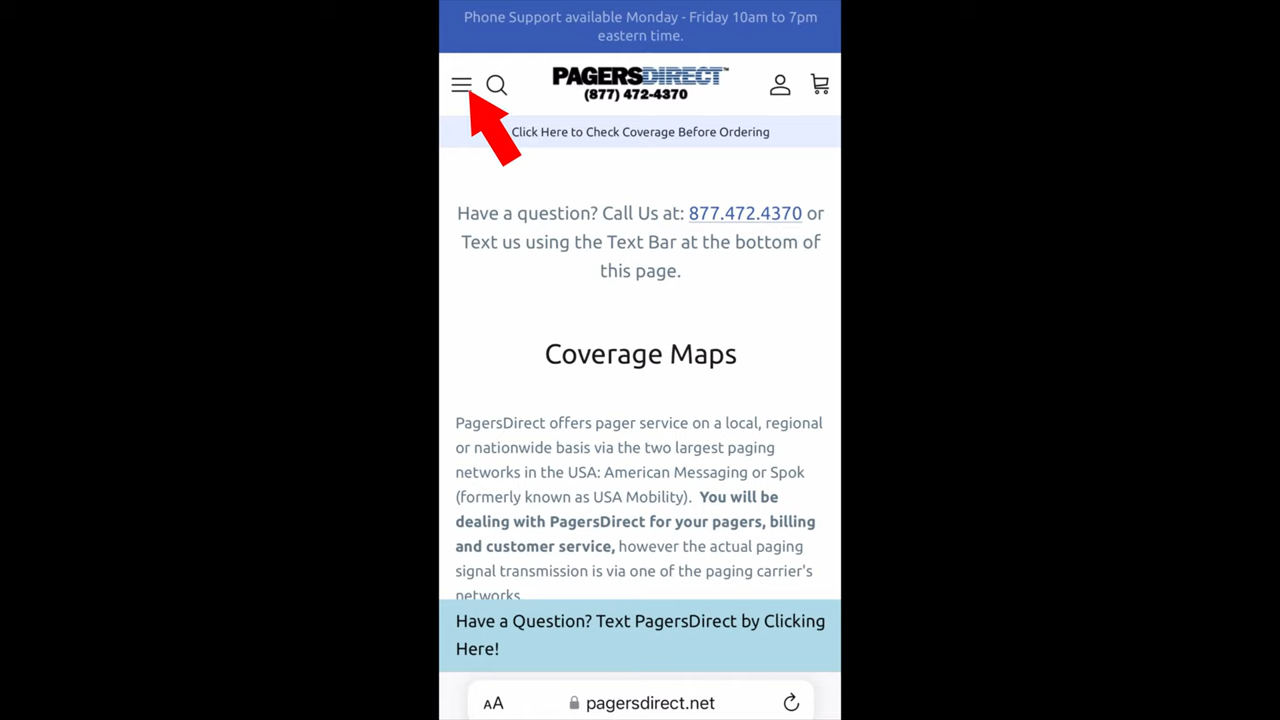 Phone Support available Monday - Friday 10am to 7pm
eastern time.
PAGERSDIRECT™
(877) 472-4370
Click Here to Check Coverage Before Ordering
Have a question? Call Us at: 877.472.4370 or
Text us using the Text Bar at the bottom of
this page.
Coverage Maps
PagersDirect offers pager service on a local, regional
or nationwide basis via the two largest paging
networks in the USA: American Messaging or Spok
(formerly known as USA Mobility). You will be
dealing with PagersDirect for your pagers, billing
and customer service, however the actual paging
signal transmission is via one of the paging carrier's
networks.
Have a Question? Text PagersDirect by Clicking
Here!
AA pagersdirect.net